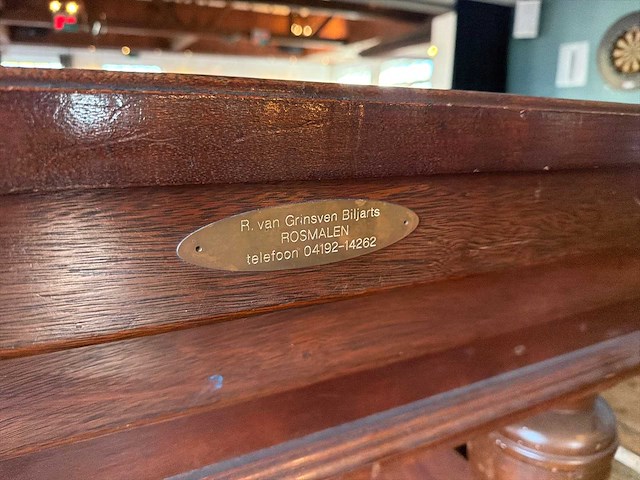 R. van Grinsven Biljarts
ROSMALEN
telefoon 04192-14262